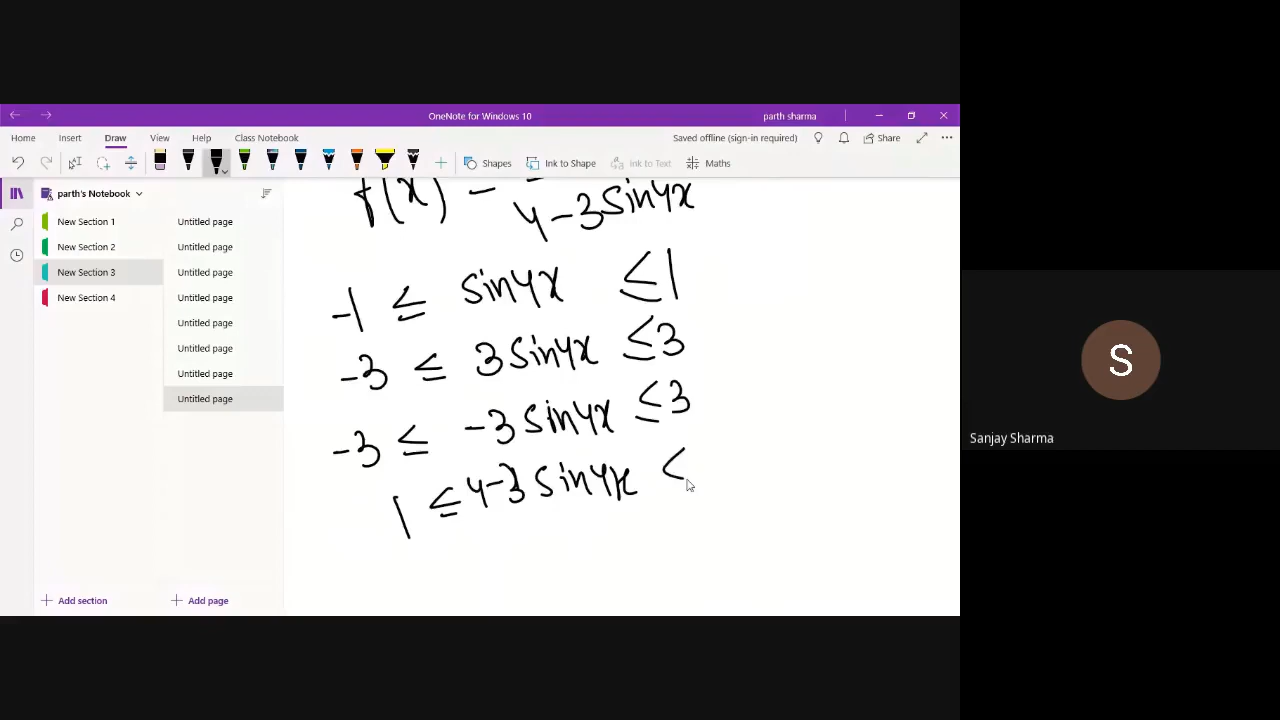 OneNote for Windows 10
parth sharma
Home Insert Draw View Help Class Notebook
Saved offline (sign-in required)
Share
Shapes
Ink to Shape
Ink to Text
Maths
parth's Notebook
New Section 1
New Section 2
New Section 3
New Section 4
Untitled page
Untitled page
Untitled page
Untitled page
Untitled page
Untitled page
Untitled page
Untitled page
Add section
Add page
f(x) =
4-3sin4x
-1 ≤ sin4x ≤1
-3 ≤ 3sin4x ≤3
-3 ≤ -3sin4x ≤3
1 ≤ 4-3sin4x <
S
Sanjay Sharma